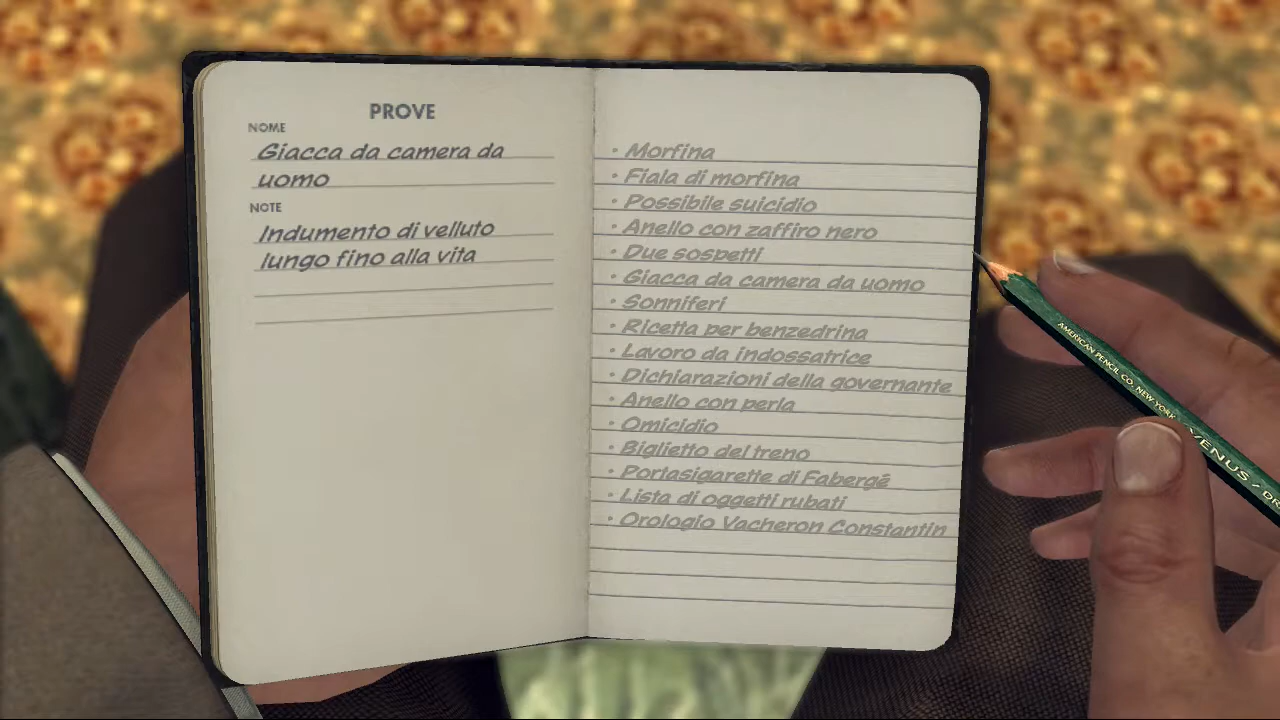 PROVE
NOME
Giacca da camera da
uomo
NOTE
Indumento di velluto
lungo fino alla vita
• Morfina
• Fiala di morfina
• Possibile suicidio
• Anello con zaffiro nero
• Due sospetti
• Giacca da camera da uomo
• Sonniferi
• Ricetta per benzedrina
• Lavoro da indossatrice
• Dichiarazioni della governante
• Anello con perla
• Omicidio
• Biglietto del treno
• Portasigarette di Fabergé
• Lista di oggetti rubati
• Orologio Vacheron Constantin
AMERICAN PENCIL CO. NEW YORK
VENUS / DR